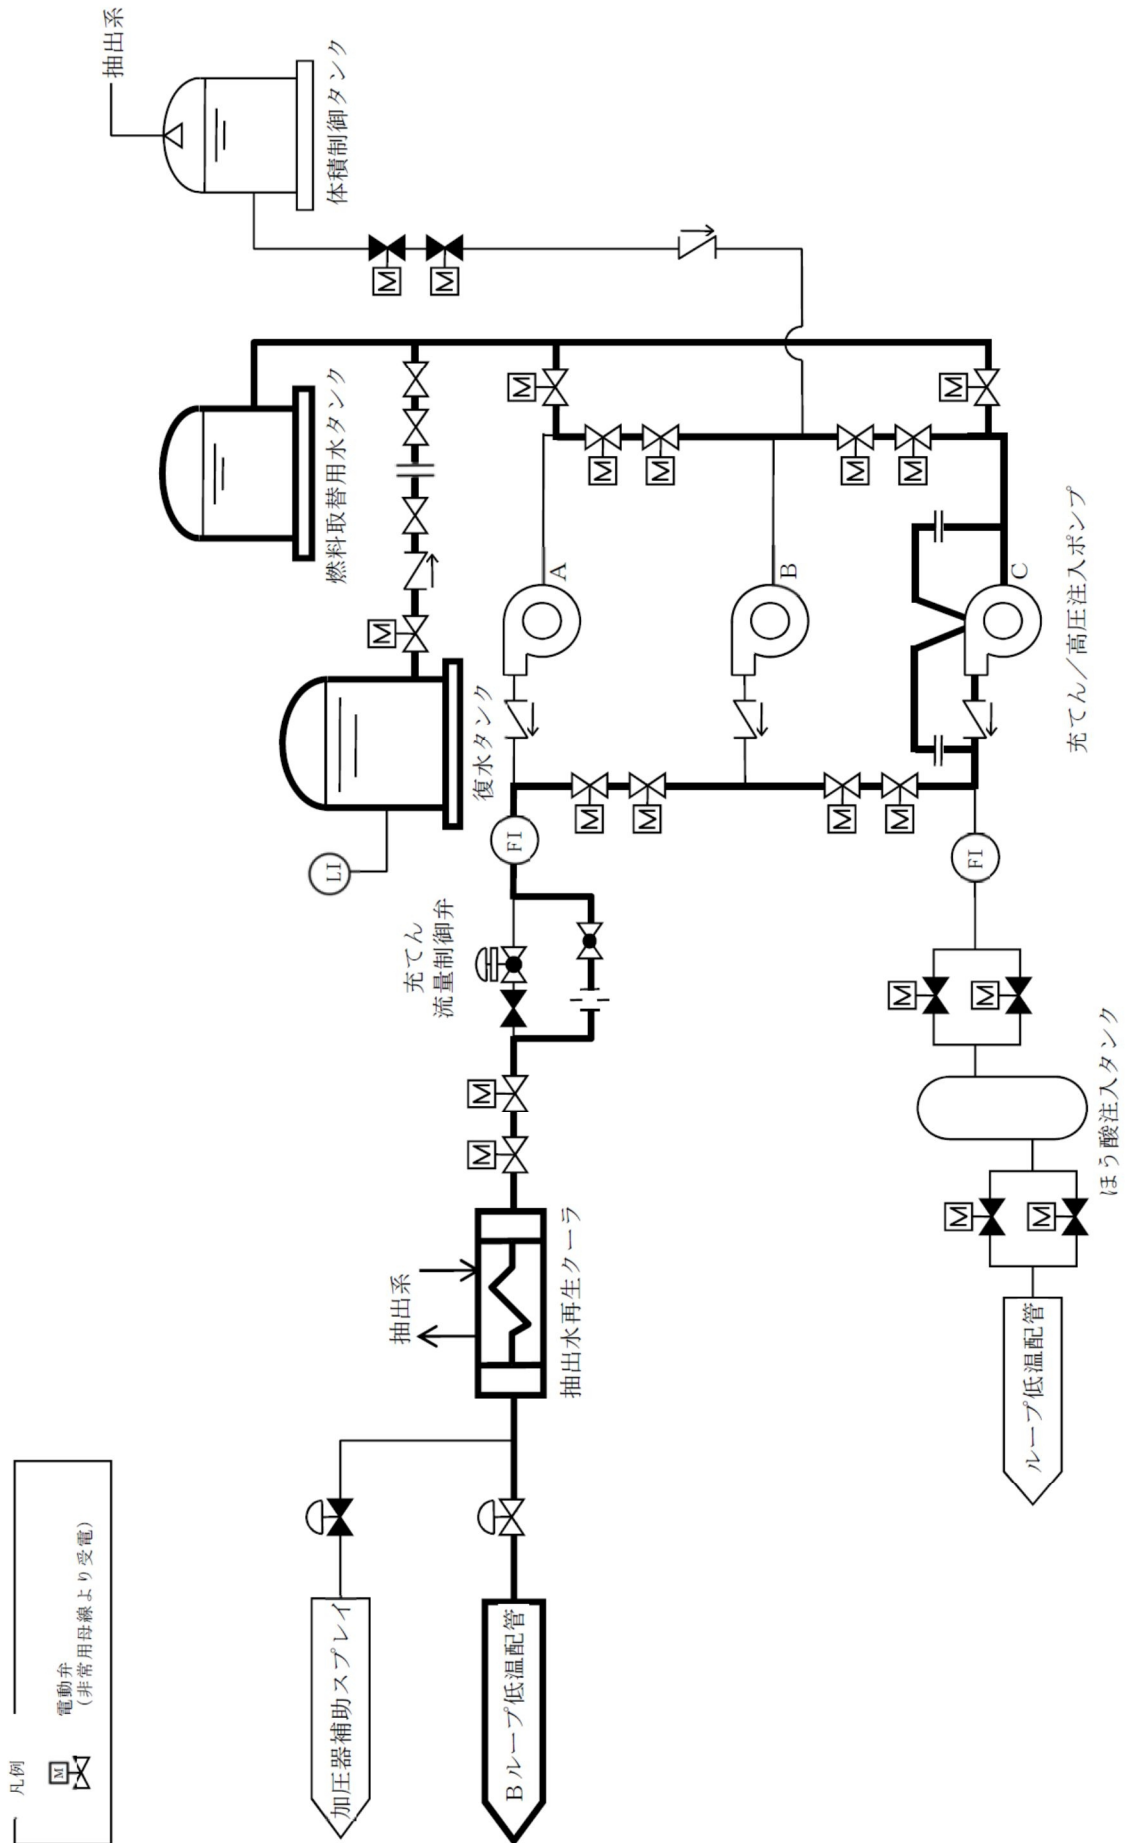 凡例
M
電動弁
(非常用母線より受電)
抽出系
体積制御タンク
M
M
燃料取替用水タンク
M
復水タンク
LI
M
M
M
M
M
M
A
B
C
充てん／高圧注入ポンプ
M
M
M
M
FI
FI
充てん
流量制御弁
M
M
抽出系
抽出水再生クーラ
M
M
ほう酸注入タンク
M
M
加圧器補助スプレイ
Bループ低温配管
ループ低温配管